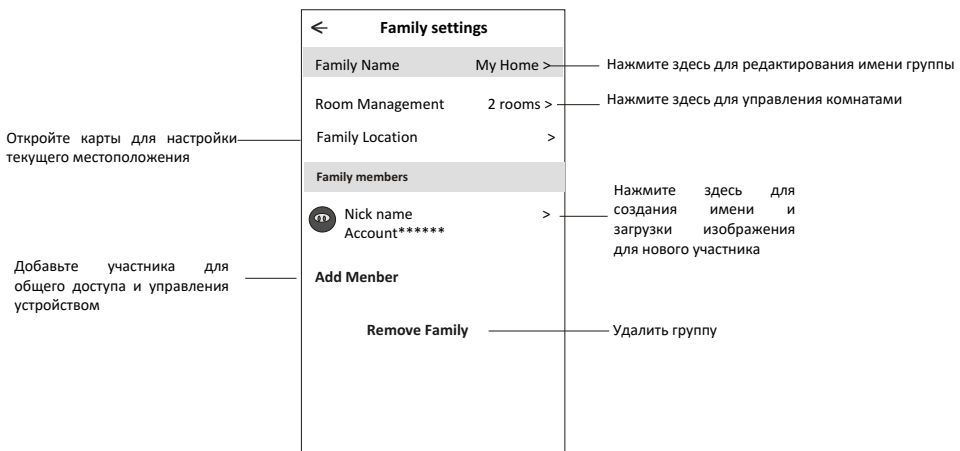 Family settings
Family Name My Home >
Нажмите здесь для редактирования имени группы
Room Management 2 rooms >
Нажмите здесь для управления комнатами
Откройте карты для настройки
текущего местоположения
Family Location >
Family members
Nick name >
Account******
Нажмите здесь для
создания имени и
загрузки изображения
для нового участника
Добавьте участника для
общего доступа и управления
устройством
Add Menber
Remove Family
Удалить группу